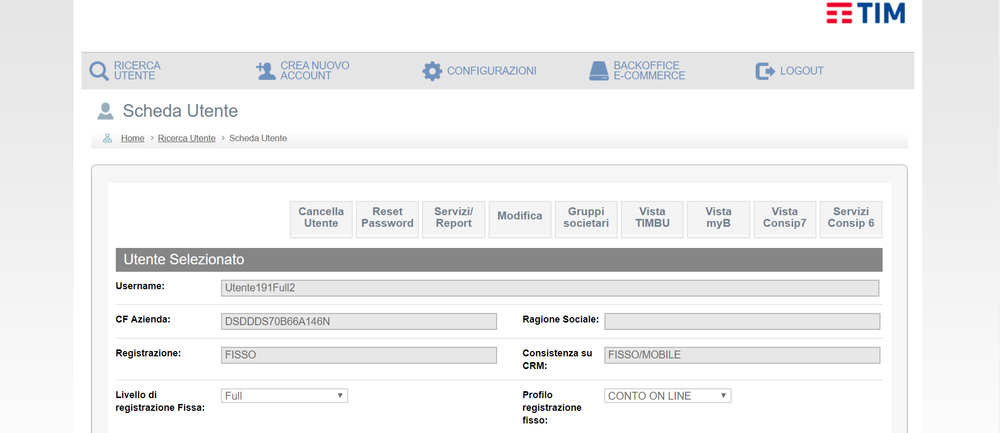 TIM
RICERCA
UTENTE
CREA NUOVO
ACCOUNT
CONFIGURAZIONI
BACKOFFICE
E-COMMERCE
LOGOUT
Scheda Utente
Home › Ricerca Utente › Scheda Utente
Cancella
Utente
Reset
Password
Servizi/
Report
Modifica
Gruppi
societari
Vista
TIMBU
Vista
myB
Vista
Consip7
Servizi
Consip 6
Utente Selezionato
Username: Utente191Full2
CF Azienda: DSDDDS70B66A146N
Ragione Sociale:
Registrazione: FISSO
Consistenza su
CRM: FISSO/MOBILE
Livello di
registrazione Fissa: Full
Profilo
registrazione
fisso: CONTO ON LINE